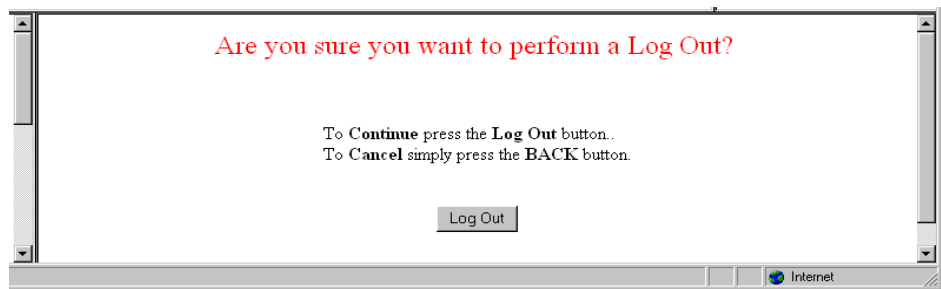 Are you sure you want to perform a Log Out?
To Continue press the Log Out button..
To Cancel simply press the BACK button.
Log Out
Internet